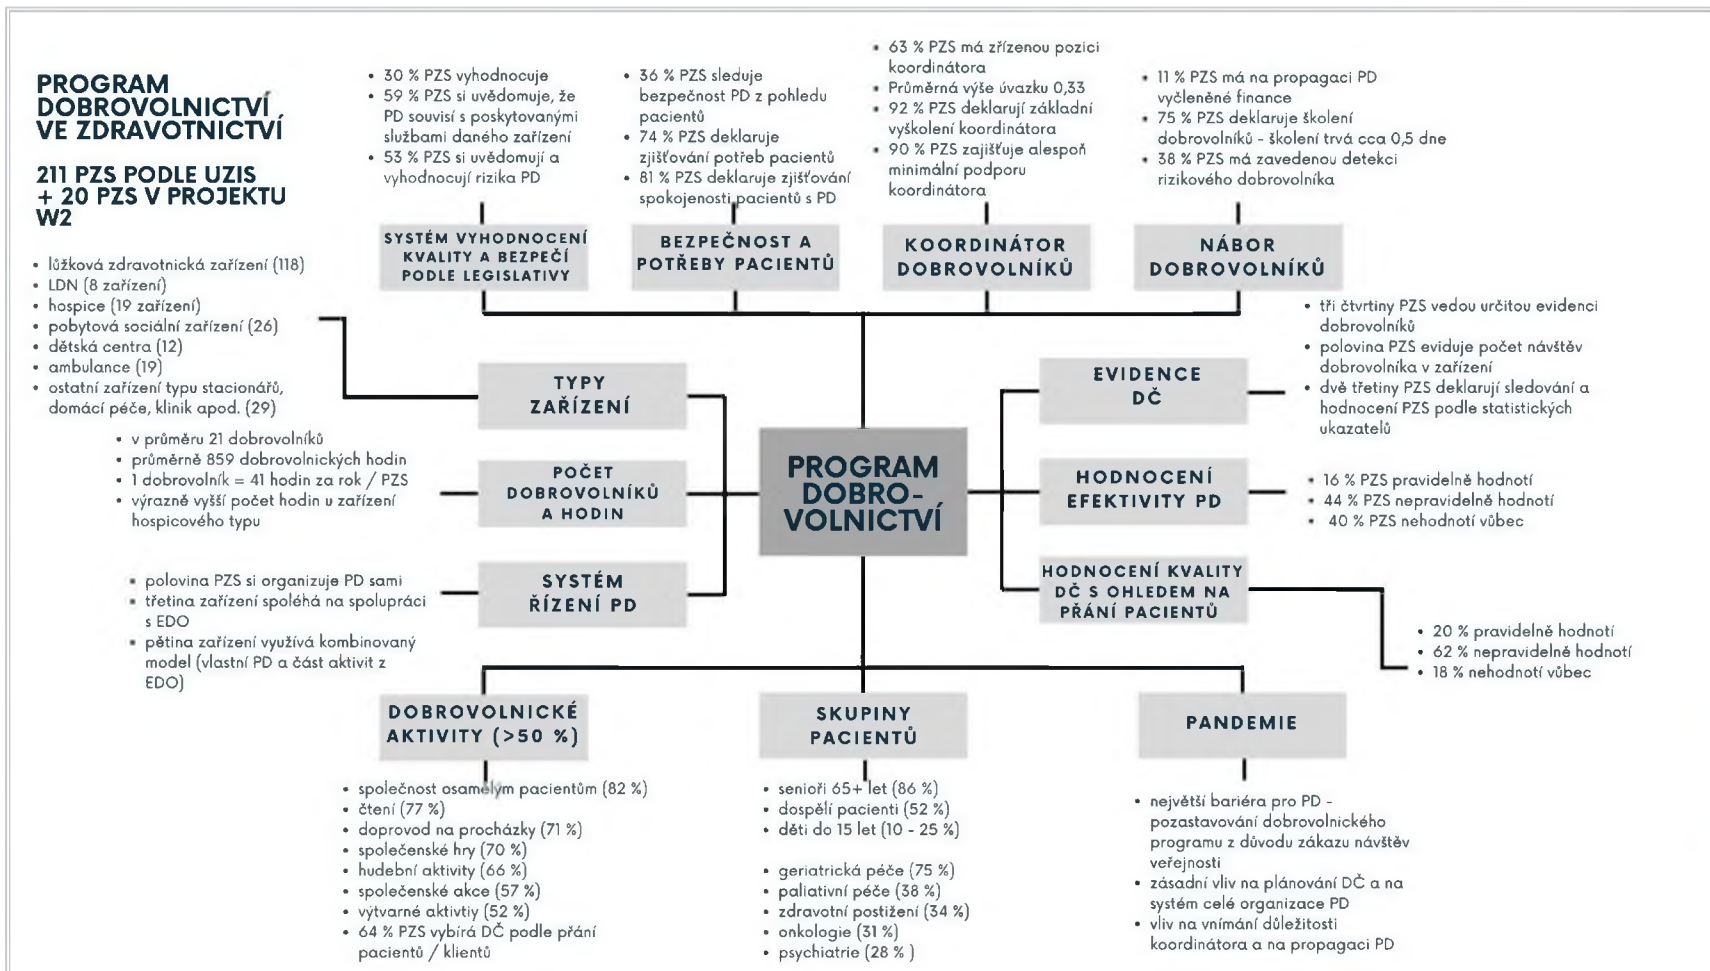 PROGRAM
DOBROVOLNICTVÍ
VE ZDRAVOTNICTVÍ
211 PZS PODLE UZIS
+ 20 PZS V PROJEKTU
W2
• 30 % PZS vyhodnocuje
• 59 % PZS si uvědomuje, že
PD souvisí s poskytovanými
službami daného zařízení
• 53 % PZS si uvědomují a
vyhodnocují rizika PD
SYSTÉM VYHODNOCENÍ
KVALITY A BEZPEČÍ
PODLE LEGISLATIVY
• 36 % PZS sleduje
bezpečnost PD z pohledu
pacientů
• 74 % PZS deklaruje
zjišťování potřeb pacientů
• 81 % PZS deklaruje zjišťování
spokojenosti pacientů s PD
BEZPEČNOST A
POTŘEBY PACIENTŮ
• 63 % PZS má zřízenou pozici
koordinátora
• Průměrná výše úvazku 0,33
• 92 % PZS deklarují základní
vyškolení koordinátora
• 90 % PZS zajišťuje alespoň
minimální podporu
koordinátora
KOORDINÁTOR
DOBROVOLNÍKŮ
• 11 % PZS má na propagaci PD
vyčleněné finance
• 75 % PZS deklaruje školení
dobrovolníků - školení trvá cca 0,5 dne
• 38 % PZS má zavedenou detekci
rizikového dobrovolníka
NÁBOR
DOBROVOLNÍKŮ
• lůžková zdravotnická zařízení (118)
• LDN (8 zařízení)
• hospice (19 zařízení)
• pobytová sociální zařízení (26)
• dětská centra (12)
• ambulance (19)
• ostatní zařízení typu stacionářů,
domácí péče, klinik apod. (29)
TYPY
ZAŘÍZENÍ
• v průměru 21 dobrovolníků
• průměrně 859 dobrovolnických hodin
• 1 dobrovolník = 41 hodin za rok / PZS
• výrazně vyšší počet hodin u zařízení
hospicového typu
POČET
DOBROVOLNÍKŮ
A HODIN
• polovina PZS si organizuje PD sami
• třetina zařízení spoléhá na spolupráci
s EDO
• pětina zařízení využívá kombinovaný
model (vlastní PD a část aktivit z
EDO)
SYSTÉM
ŘÍZENÍ PD
PROGRAM
DOBRO-
VOLNICTVÍ
EVIDENCE
DČ
• tři čtvrtiny PZS vedou určitou evidenci
dobrovolníků
• polovina PZS eviduje počet návštěv
dobrovolníka v zařízení
• dvě třetiny PZS deklarují sledování a
hodnocení PZS podle statistických
ukazatelů
HODNOCENÍ
EFEKTIVITY PD
• 16 % PZS pravidelně hodnotí
• 44 % PZS nepravidelně hodnotí
• 40 % PZS nehodnotí vůbec
HODNOCENÍ KVALITY
DČ S OHLEDEM NA
PŘÁNÍ PACIENTŮ
• 20 % pravidelně hodnotí
• 62 % nepravidelně hodnotí
• 18 % nehodnotí vůbec
DOBROVOLNICKÉ
AKTIVITY (>50 %)
• společnost osamělým pacientům (82 %)
• čtení (77 %)
• doprovod na procházky (71 %)
• společenské hry (70 %)
• hudební aktivity (66 %)
• společenské akce (57 %)
• výtvarné aktivtiy (52 %)
• 64 % PZS vybírá DČ podle přání
pacientů / klientů
SKUPINY
PACIENTŮ
• senioři 65+ let (86 %)
• dospělí pacienti (52 %)
• děti do 15 let (10 - 25 %)
• geriatrická péče (75 %)
• paliativní péče (38 %)
• zdravotní postižení (34 %)
• onkologie (31 %)
• psychiatrie (28 % )
PANDEMIE
• největší bariéra pro PD -
pozastavování dobrovolnického
programu z důvodu zákazu návštěv
veřejnosti
• zásadní vliv na plánování DČ a na
systém celé organizace PD
• vliv na vnímání důležitosti
koordinátora a na propagaci PD